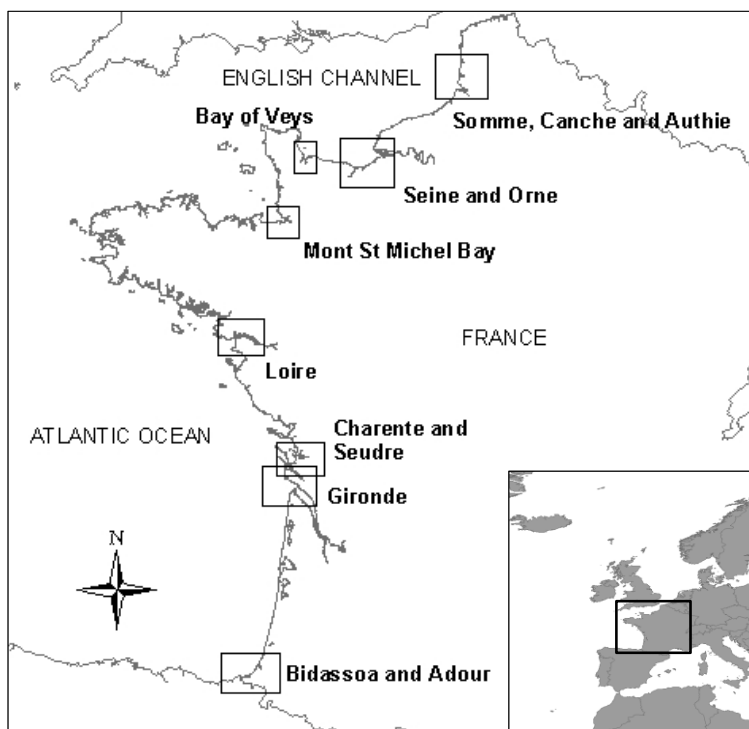 ENGLISH CHANNEL
Bay of Veys
Somme, Canche and Authie
Seine and Orne
Mont St Michel Bay
FRANCE
Loire
ATLANTIC OCEAN
Charente and
Seudre
Gironde
N
Bidassoa and Adour